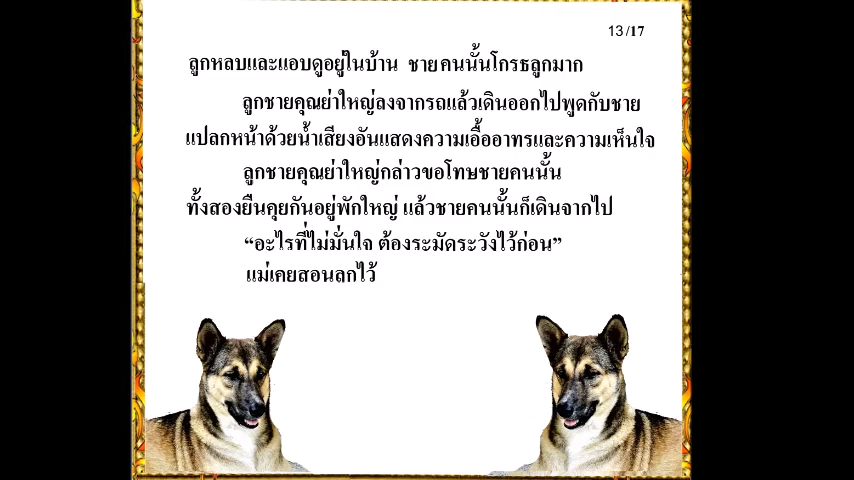 13/17
ลูกหลบและแอบดูอยู่ในบ้าน ชายคนนั้นโกรธลูกมาก
ลูกชายคุณย่าใหญ่ลงจากรถแล้วเดินออกไปพูดกับชาย
แปลกหน้าด้วยน้ำเสียงอันแสดงความเอื้ออาทรและความเห็นใจ
ลูกชายคุณย่าใหญ่กล่าวขอโทษชายคนนั้น
ทั้งสองยืนคุยกันอยู่พักใหญ่ แล้วชายคนนั้นก็เดินจากไป
“อะไรที่ไม่มั่นใจ ต้องระมัดระวังไว้ก่อน”
แม่เคยสอนลูกไว้